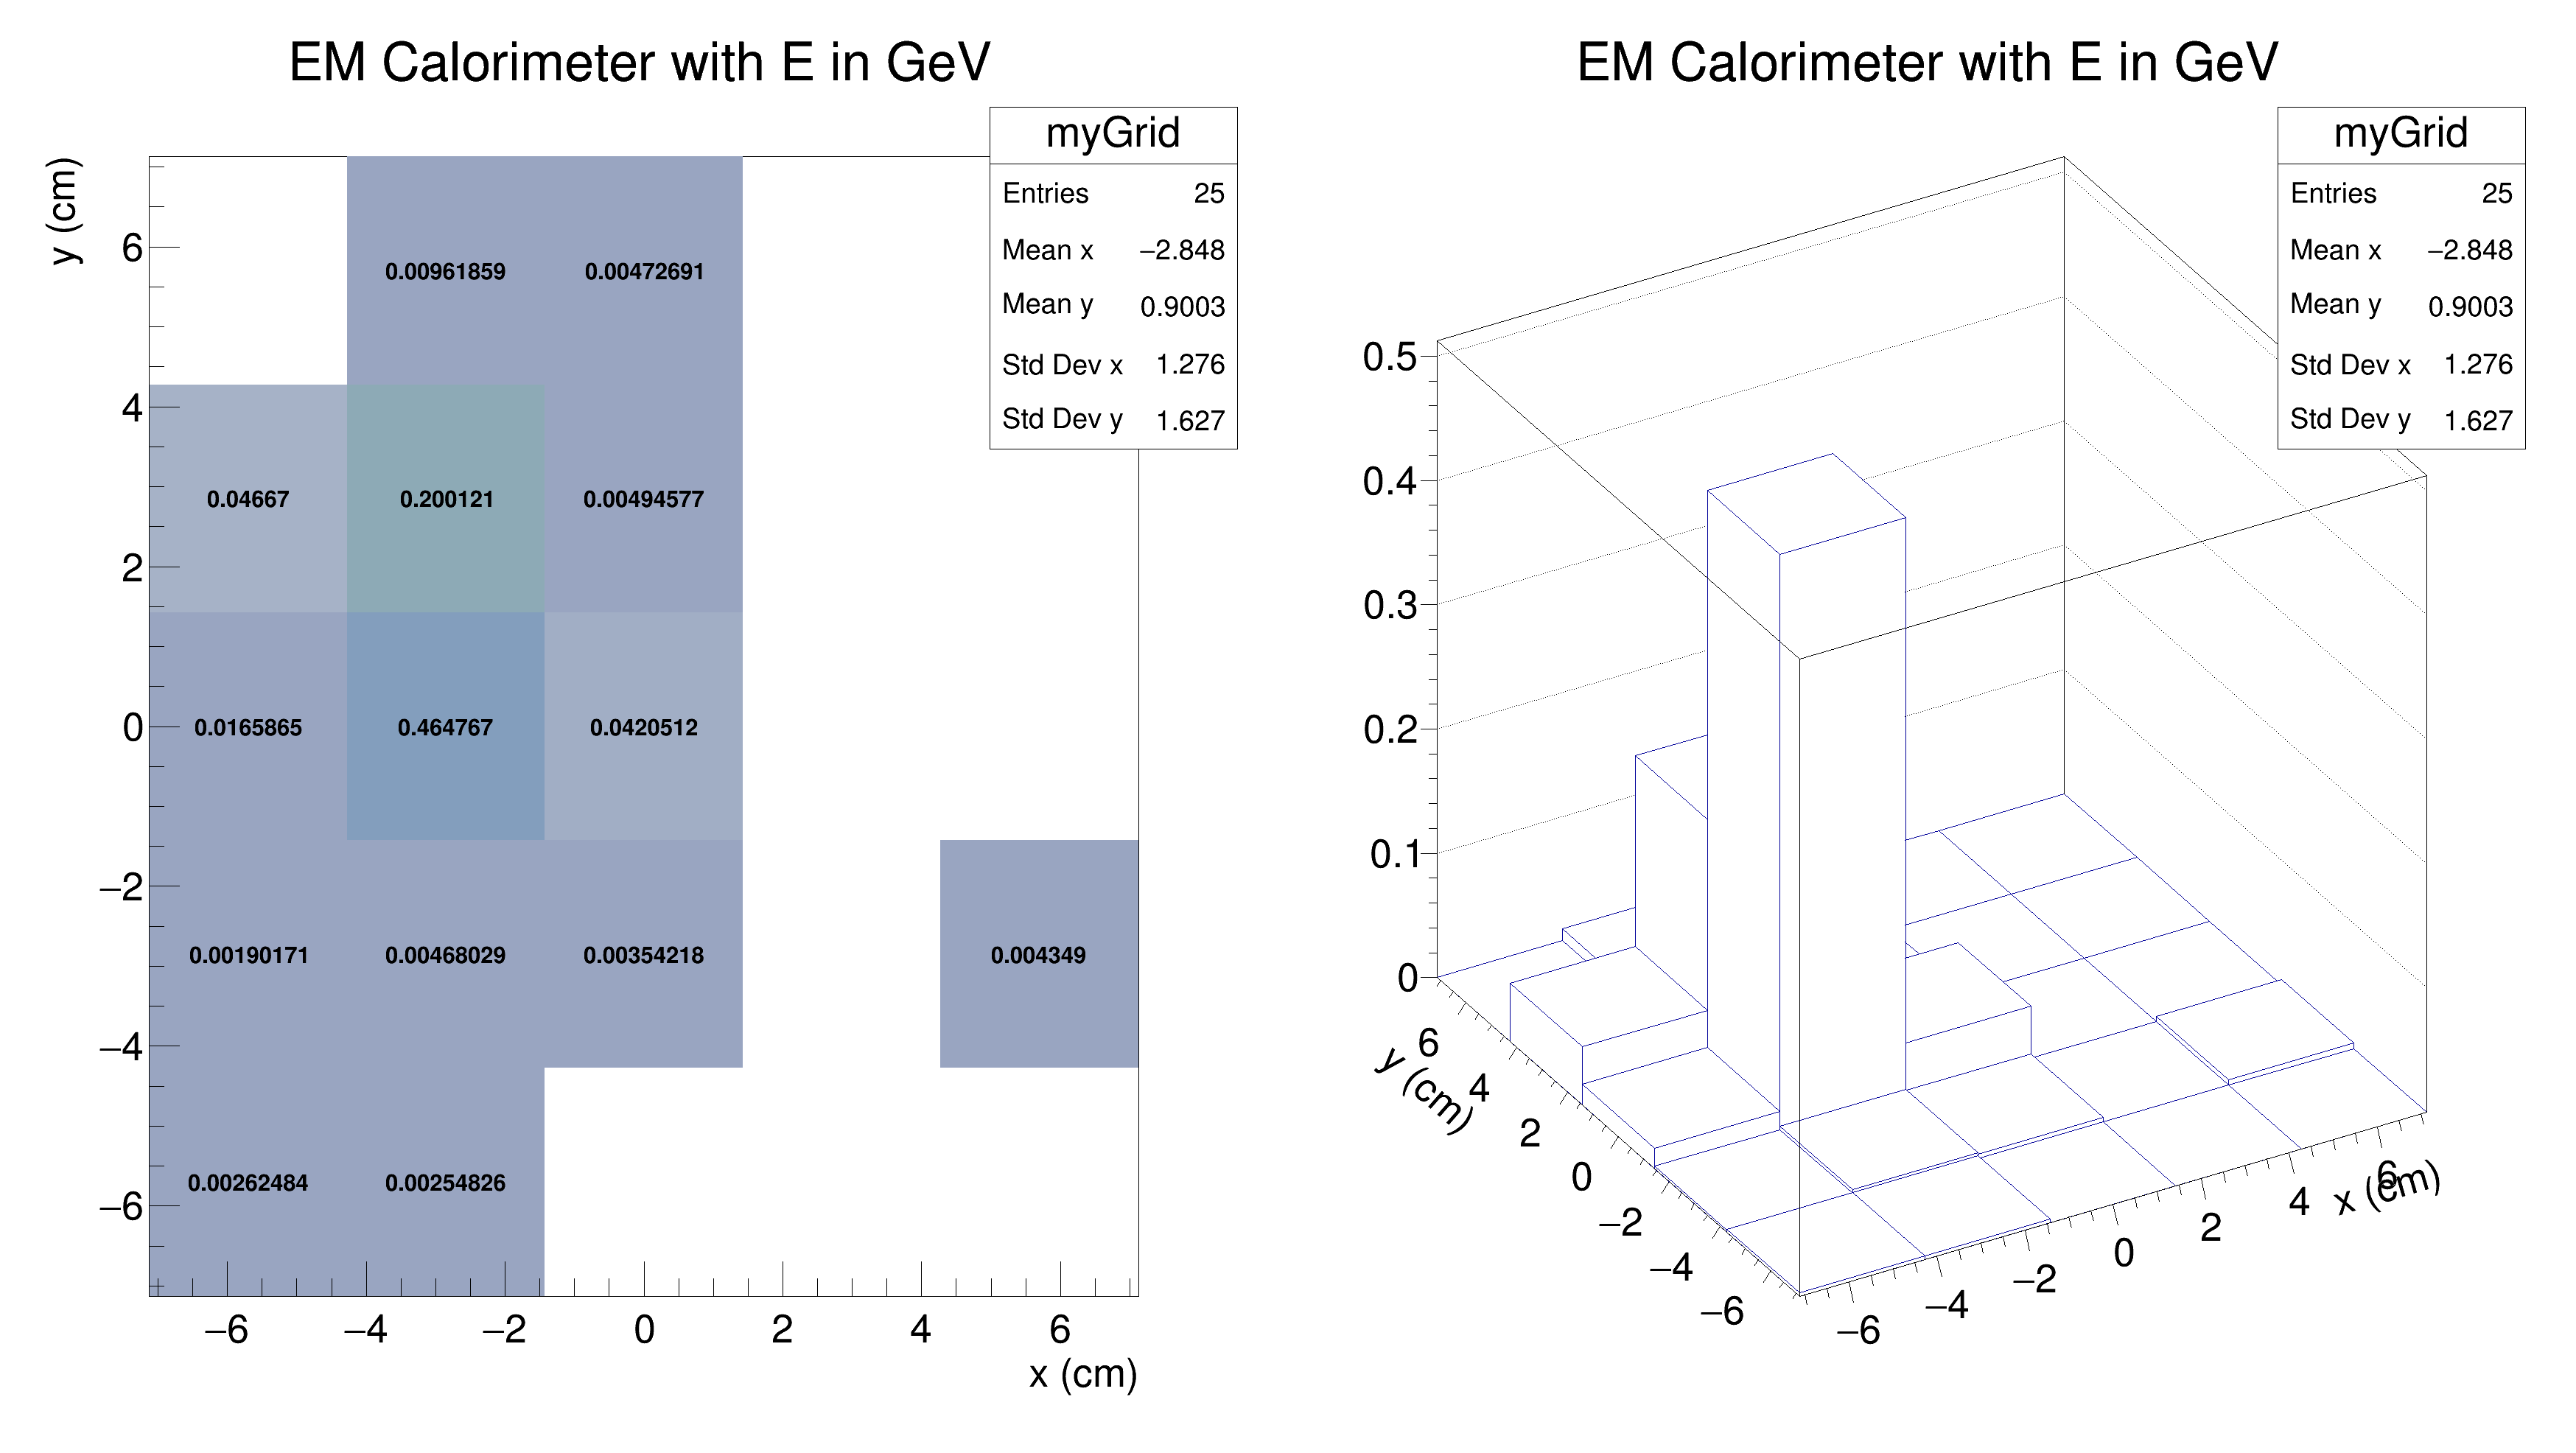 EM Calorimeter with E in GeV
myGrid
Entries 25
Mean x −2.848
Mean y 0.9003
Std Dev x 1.276
Std Dev y 1.627
y (cm)
6
4
2
0
−2
−4
−6
0.00961859 0.00472691
0.04667 0.200121 0.00494577
0.0165865 0.464767 0.0420512
0.00190171 0.00468029 0.00354218 0.004349
0.00262484 0.00254826
−6 −4 −2 0 2 4 6
x (cm)
EM Calorimeter with E in GeV
myGrid
Entries 25
Mean x −2.848
Mean y 0.9003
Std Dev x 1.276
Std Dev y 1.627
0.5
0.4
0.3
0.2
0.1
0
6
4
2
0
−2
−4
−6
y (cm)
−6
−4
−2
0
2
4
6
x (cm)